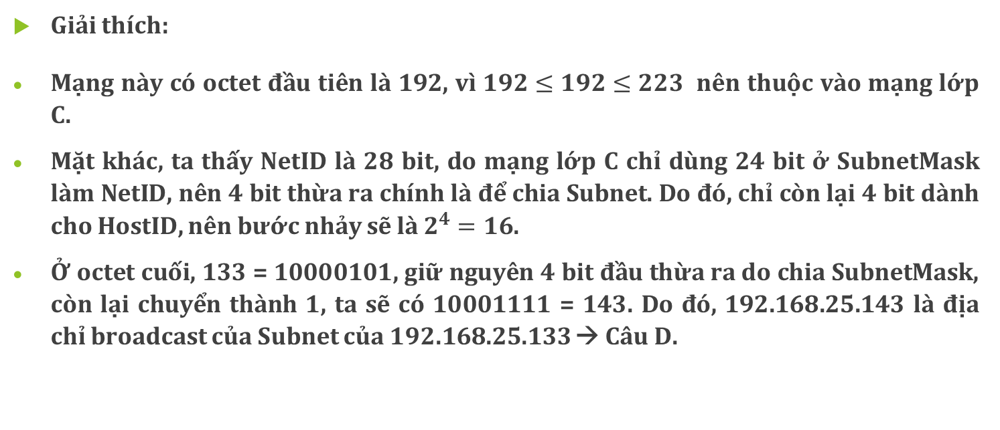 Giải thích:
Mạng này có octet đầu tiên là 192, vì 192 ≤ 192 ≤ 223 nên thuộc vào mạng lớp
C.
Mặt khác, ta thấy NetID là 28 bit, do mạng lớp C chỉ dùng 24 bit ở SubnetMask
làm NetID, nên 4 bit thừa ra chính là để chia Subnet. Do đó, chỉ còn lại 4 bit dành
cho HostID, nên bước nhảy sẽ là 2⁴ = 16.
Ở octet cuối, 133 = 10000101, giữ nguyên 4 bit đầu thừa ra do chia SubnetMask,
còn lại chuyển thành 1, ta sẽ có 10001111 = 143. Do đó, 192.168.25.143 là địa
chỉ broadcast của Subnet của 192.168.25.133 → Câu D.